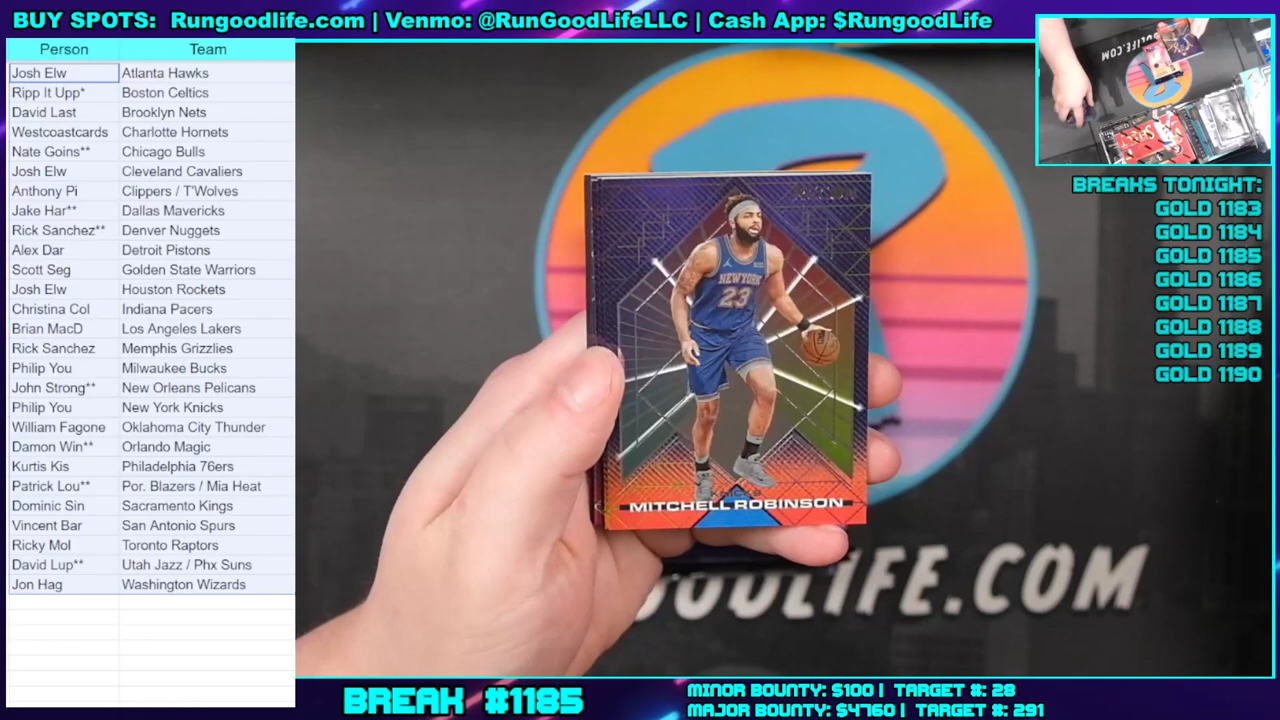 BUY SPOTS: Rungoodlife.com | Venmo: @RunGoodLifeLLC | Cash App: $RungoodLife
Person Team
Josh Elw Atlanta Hawks
Ripp It Upp* Boston Celtics
David Last Brooklyn Nets
Westcoastcards Charlotte Hornets
Nate Goins** Chicago Bulls
Josh Elw Cleveland Cavaliers
Anthony Pi Clippers / T'Wolves
Jake Har** Dallas Mavericks
Rick Sanchez** Denver Nuggets
Alex Dar Detroit Pistons
Scott Seg Golden State Warriors
Josh Elw Houston Rockets
Christina Col Indiana Pacers
Brian MacD Los Angeles Lakers
Rick Sanchez Memphis Grizzlies
Philip You Milwaukee Bucks
John Strong** New Orleans Pelicans
Philip You New York Knicks
William Fagone Oklahoma City Thunder
Damon Win** Orlando Magic
Kurtis Kis Philadelphia 76ers
Patrick Lou** Por. Blazers / Mia Heat
Dominic Sin Sacramento Kings
Vincent Bar San Antonio Spurs
Ricky Mol Toronto Raptors
David Lup** Utah Jazz / Phx Suns
Jon Hag Washington Wizards
NEW YORK
23
MITCHELL ROBINSON
GOODLIFE.COM
OODLIFE.COM
BREAKS TONIGHT:
GOLD 1183
GOLD 1184
GOLD 1185
GOLD 1186
GOLD 1187
GOLD 1188
GOLD 1189
GOLD 1190
BREAK #1185
MINOR BOUNTY: $100 | TARGET #: 28
MAJOR BOUNTY: $4760 | TARGET #: 291